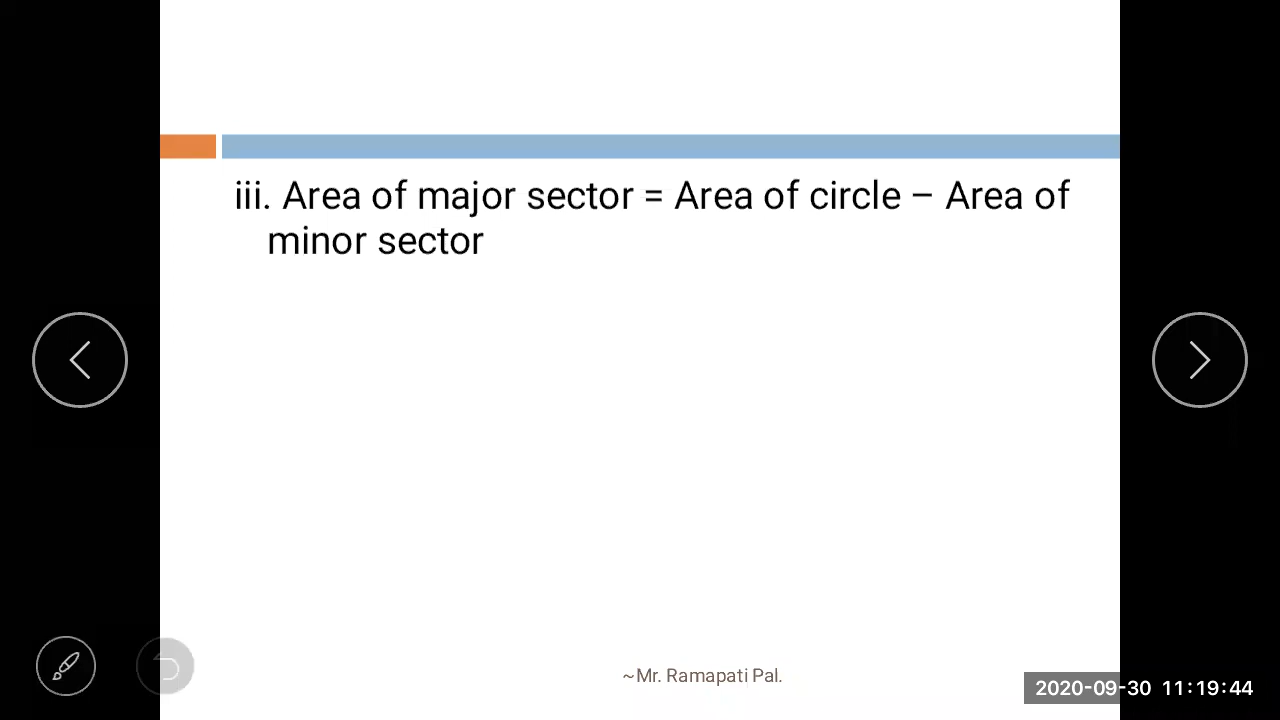 iii. Area of major sector = Area of circle – Area of
minor sector
~Mr. Ramapati Pal.
2020-09-30 11:19:44